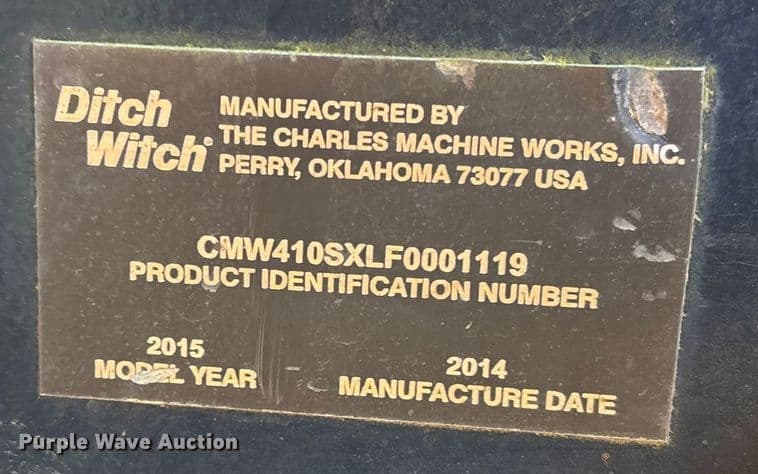 Ditch
Witch®
MANUFACTURED BY
THE CHARLES MACHINE WORKS, INC.
PERRY, OKLAHOMA 73077 USA
CMW410SXLF0001119
PRODUCT IDENTIFICATION NUMBER
2015
MODEL YEAR
2014
MANUFACTURE DATE
Purple Wave Auction